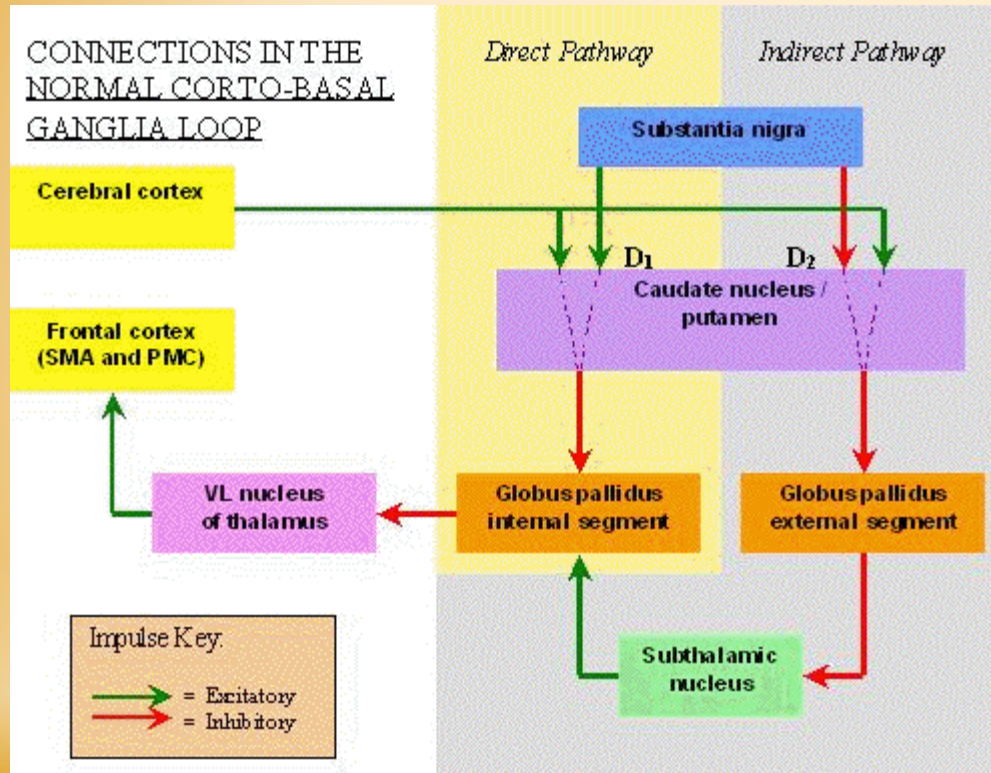 CONNECTIONS IN THE
NORMAL CORTO-BASAL
GANGLIA LOOP
Direct Pathway
Indirect Pathway
Substantia nigra
Cerebral cortex
D1
D2
Caudate nucleus /
putamen
Frontal cortex
(SMA and PMC)
VL nucleus
of thalamus
Globus pallidus
internal segment
Globus pallidus
external segment
Subthalamic
nucleus
Impulse Key:
= Excitatory
= Inhibitory